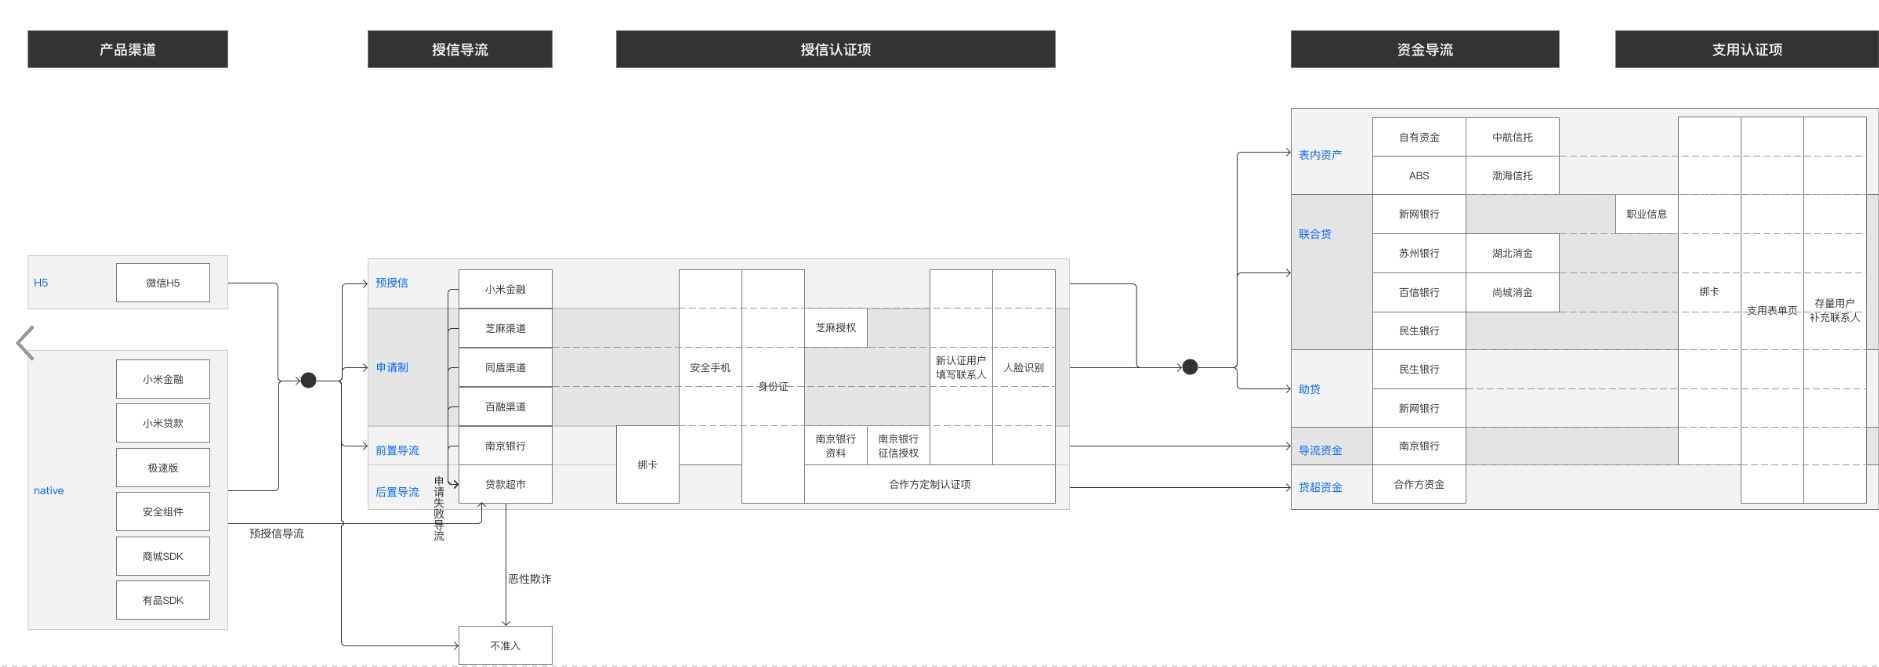 产品渠道
授信导流
授信认证项
资金导流
支用认证项
H5
微信H5
native
小米金融
小米贷款
极速版
安全组件
商城SDK
有品SDK
预授信导流
预授信
申请制
前置导流
后置导流
小米金融
芝麻渠道
同盾渠道
百融渠道
南京银行
贷款超市
申请失败导流
恶性欺诈
不准入
绑卡
安全手机
身份证
芝麻授权
南京银行
资料
南京银行
征信授权
新认证用户
填写联系人
人脸识别
合作方定制认证项
表内资产
自有资金
中航信托
ABS
渤海信托
联合贷
新网银行
职业信息
苏州银行
湖北消金
百信银行
尚城消金
民生银行
助贷
民生银行
新网银行
导流资金
南京银行
贷超资金
合作方资金
绑卡
支用表单页
存量用户
补充联系人